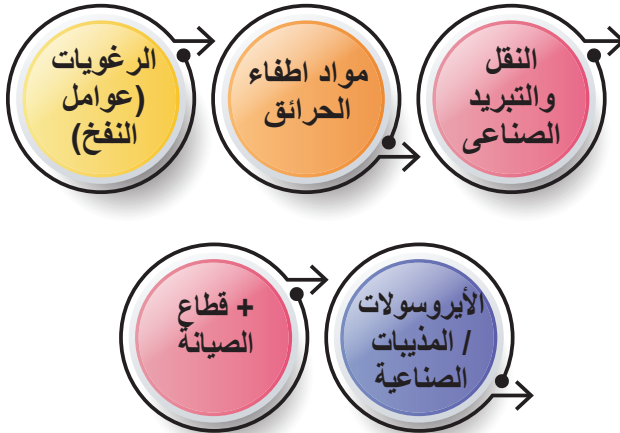 النقل
والتبريد
الصناعى
مواد اطفاء
الحرائق
الرغويات
(عوامل
النفخ)
الأيروسولات
/ المذيبات
الصناعية
+ قطاع
الصيانة